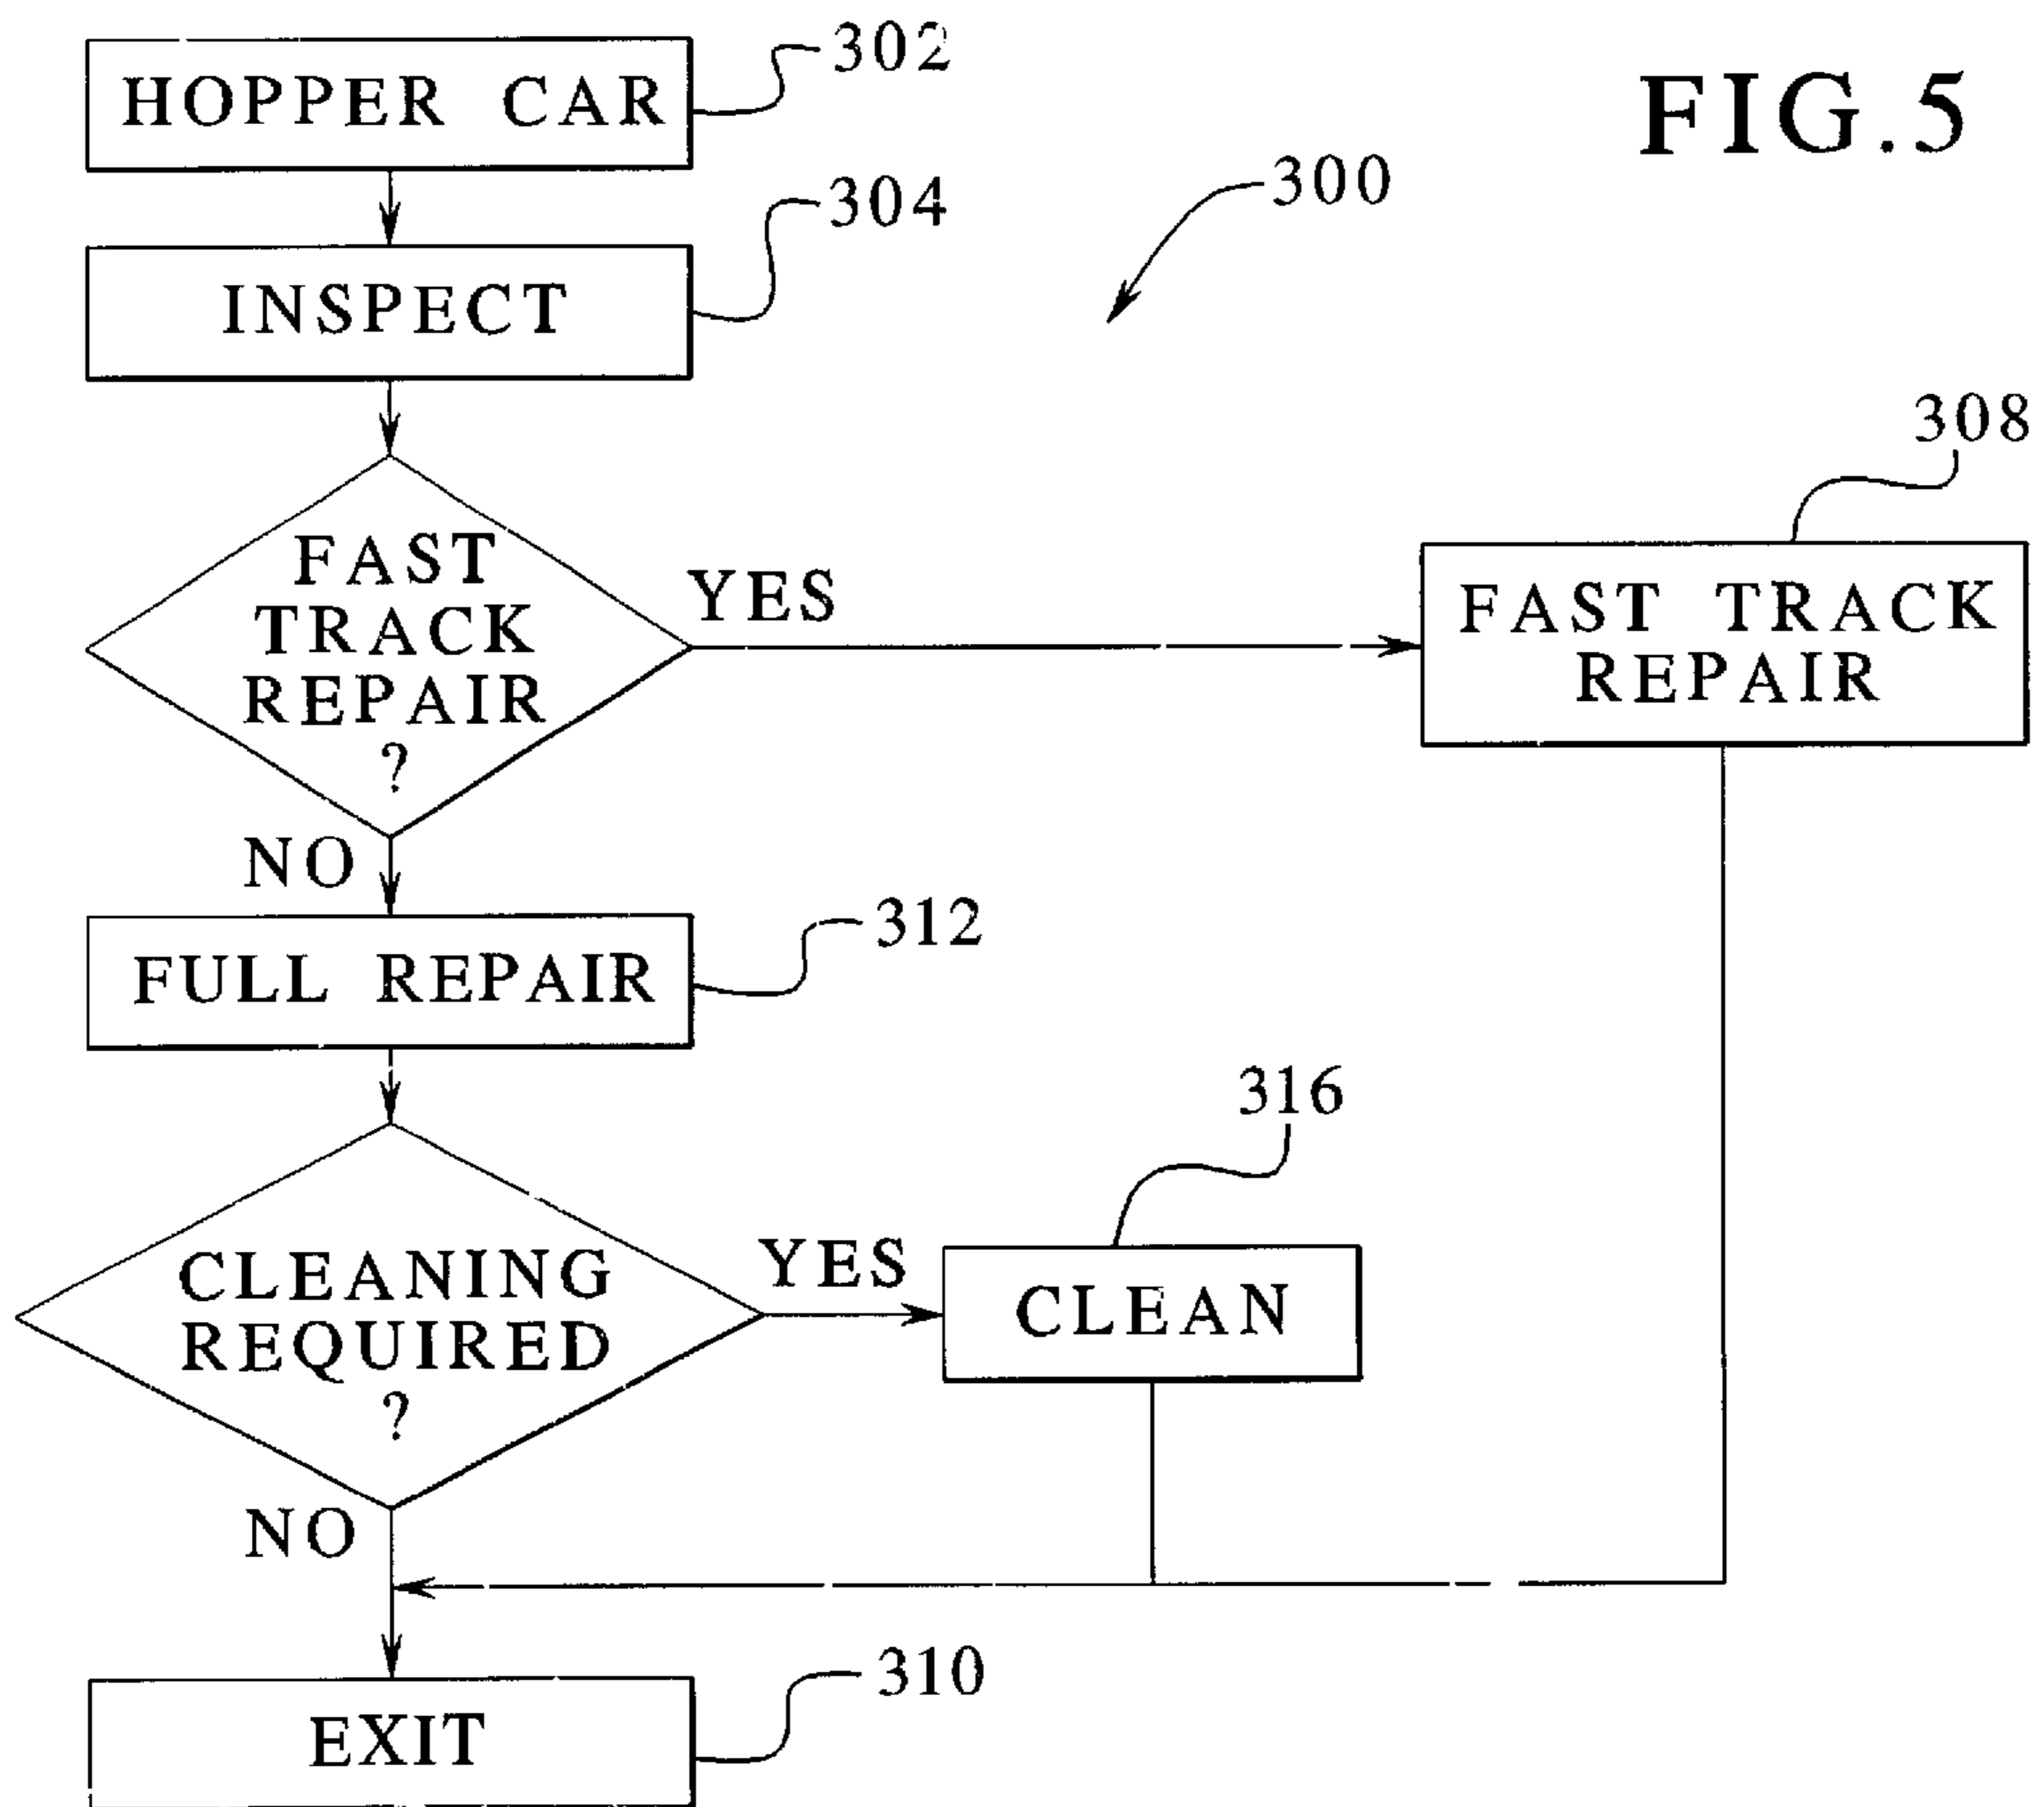 FIG.5
302
HOPPER CAR
304
300
INSPECT
308
FAST
TRACK
REPAIR
?
YES
FAST TRACK
REPAIR
NO
312
FULL REPAIR
316
CLEANING
REQUIRED
?
YES
CLEAN
NO
310
EXIT